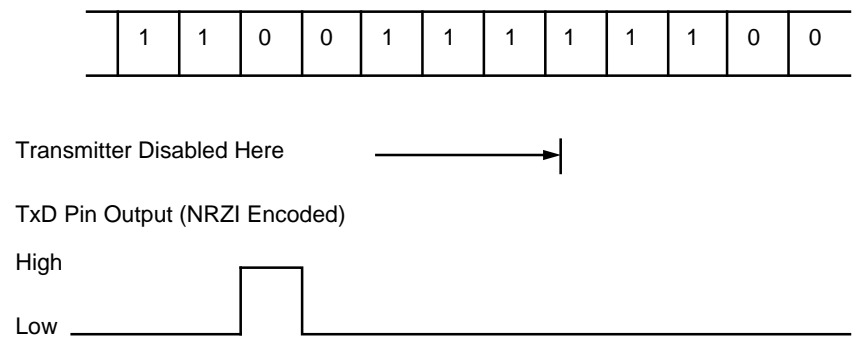 1 1 0 0 1 1 1 1 1 1 0 0
Transmitter Disabled Here
TxD Pin Output (NRZI Encoded)
High
Low